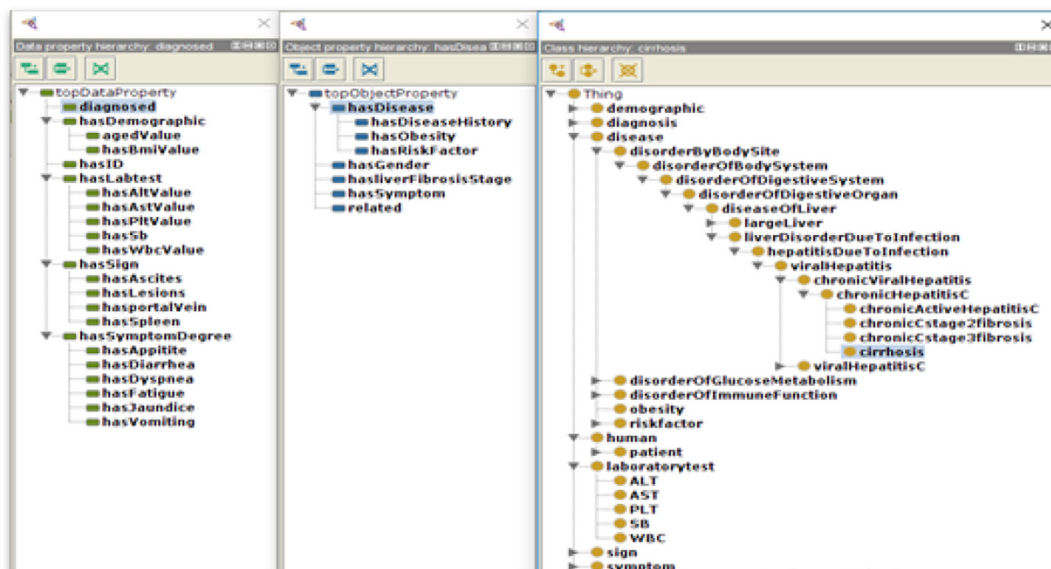 Data property hierarchy: diagnosed
topDataProperty
diagnosed
hasDemographic
agedValue
hasBmiValue
hasID
hasLabtest
hasAltValue
hasAstValue
hasPltValue
hasSb
hasWbcValue
hasSign
hasAscites
hasLesions
hasportalVein
hasSpleen
hasSymptomDegree
hasAppitite
hasDiarrhea
hasDyspnea
hasFatigue
hasJaundice
hasVomiting
Object property hierarchy: hasDisea
topObjectProperty
hasDisease
hasDiseaseHistory
hasObesity
hasRiskFactor
hasGender
hasliverFibrosisStage
hasSymptom
related
Class hierarchy: cirrhosis
Thing
demographic
diagnosis
disease
disorderByBodySite
disorderOfBodySystem
disorderOfDigestiveSystem
disorderOfDigestiveOrgan
diseaseOfLiver
largeLiver
liverDisorderDueToInfection
hepatitisDueToInfection
viralHepatitis
chronicViralHepatitis
chronicHepatitisC
chronicActiveHepatitisC
chronicCstage2fibrosis
chronicCstage3fibrosis
cirrhosis
viralHepatitisC
disorderOfGlucoseMetabolism
disorderOfImmuneFunction
obesity
riskfactor
human
patient
laboratorytest
ALT
AST
PLT
SB
WBC
sign
symptom